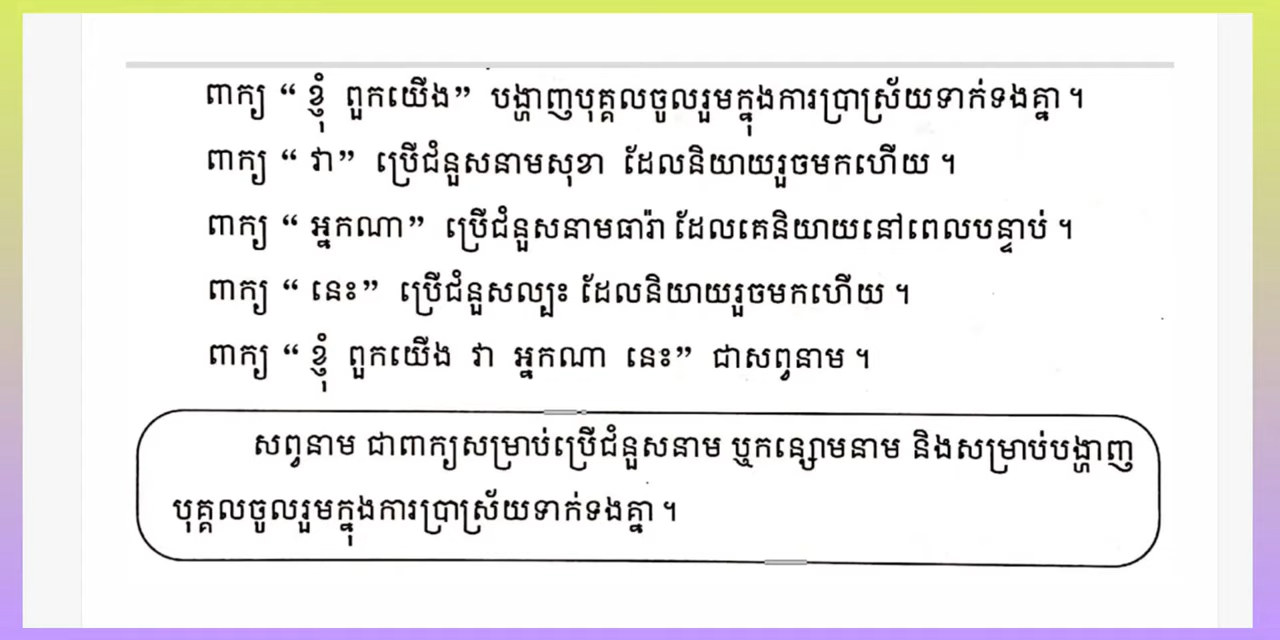 ពាក្យ “ ខ្ញុំ ពួកយើង” បង្ហាញបុគ្គលចូលរួមក្នុងការប្រាស្រ័យទាក់ទងគ្នា ។
ពាក្យ “ វា” ប្រើជំនួសនាមសុខា ដែលនិយាយរួចមកហើយ ។
ពាក្យ “ អ្នកណា” ប្រើជំនួសនាមធារ៉ា ដែលគេនិយាយនៅពេលបន្ទាប់ ។
ពាក្យ “ នេះ” ប្រើជំនួសល្បះ ដែលនិយាយរួចមកហើយ ។
ពាក្យ “ ខ្ញុំ ពួកយើង វា អ្នកណា នេះ” ជាសព្វនាម ។
សព្វនាម ជាពាក្យសម្រាប់ប្រើជំនួសនាម ឬកន្សោមនាម និងសម្រាប់បង្ហាញ
បុគ្គលចូលរួមក្នុងការប្រាស្រ័យទាក់ទងគ្នា ។